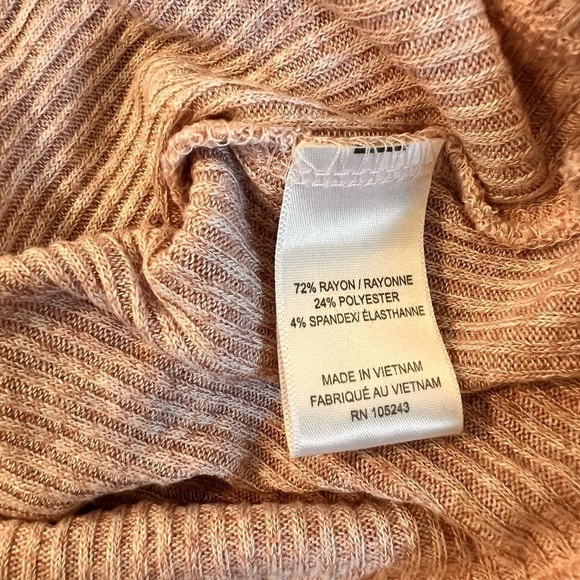 72% RAYON / RAYONNE
24% POLYESTER
4% SPANDEX/ ÉLASTHANNE
MADE IN VIETNAM
FABRIQUÉ AU VIETNAM
RN 105243